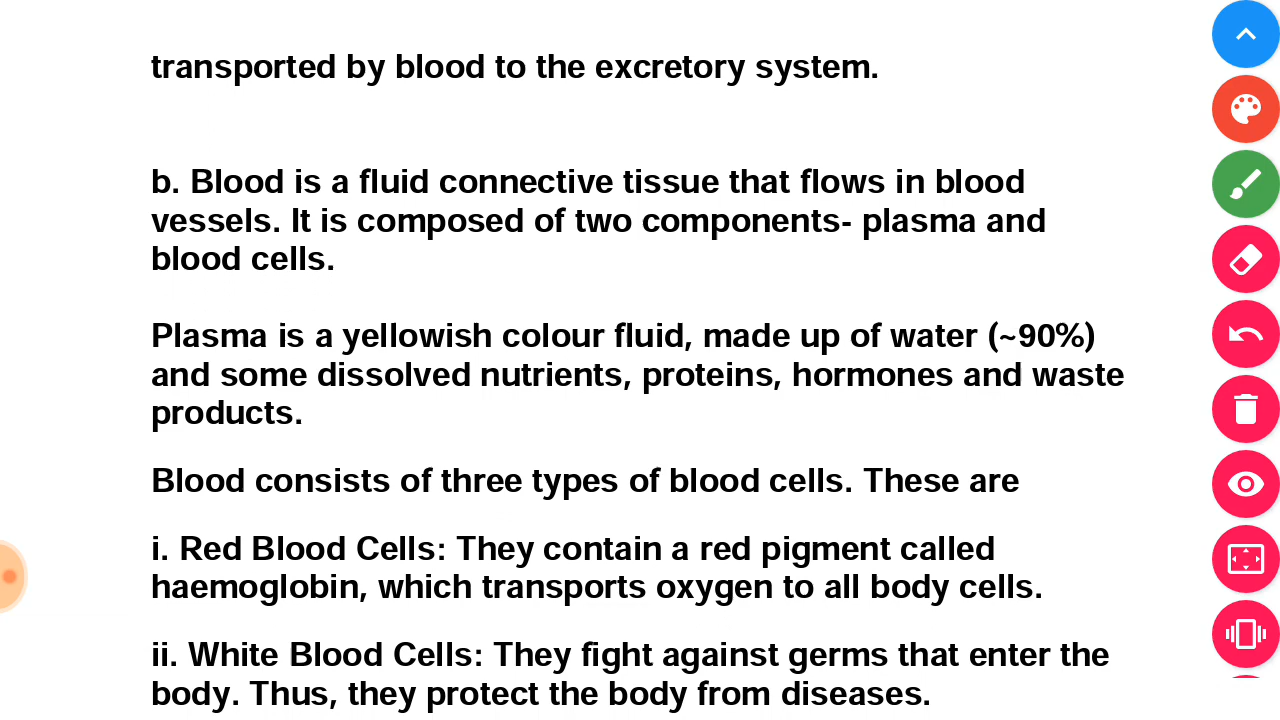 transported by blood to the excretory system.
b. Blood is a fluid connective tissue that flows in blood
vessels. It is composed of two components- plasma and
blood cells.
Plasma is a yellowish colour fluid, made up of water (~90%)
and some dissolved nutrients, proteins, hormones and waste
products.
Blood consists of three types of blood cells. These are
i. Red Blood Cells: They contain a red pigment called
haemoglobin, which transports oxygen to all body cells.
ii. White Blood Cells: They fight against germs that enter the
body. Thus, they protect the body from diseases.